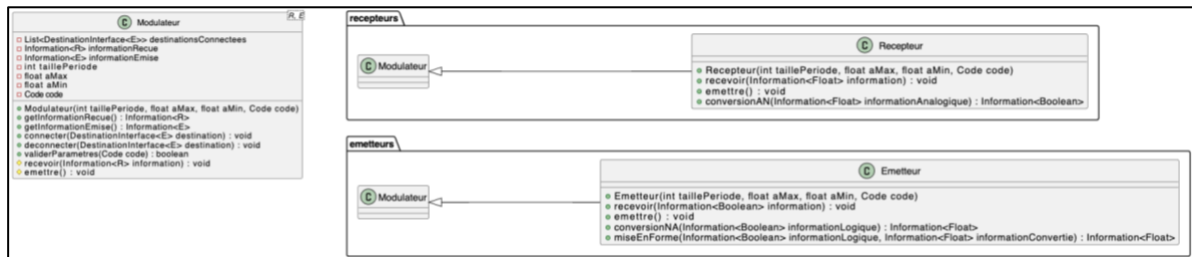 C Modulateur
R, E
List<DestinationInterface<E>> destinationsConnectees
Information<R> informationRecue
Information<E> informationEmise
int taillePeriode
float aMax
float aMin
Code code
Modulateur(int taillePeriode, float aMax, float aMin, Code code)
getInformationRecue() : Information<R>
getInformationEmise() : Information<E>
connecter(DestinationInterface<E> destination) : void
deconnecter(DestinationInterface<E> destination) : void
validerParametres(Code code) : boolean
recevoir(Information<R> information) : void
emettre() : void
recepteurs
C Modulateur
C Recepteur
Recepteur(int taillePeriode, float aMax, float aMin, Code code)
recevoir(Information<Float> information) : void
emettre() : void
conversionAN(Information<Float> informationAnalogique) : Information<Boolean>
emetteurs
C Modulateur
C Emetteur
Emetteur(int taillePeriode, float aMax, float aMin, Code code)
recevoir(Information<Boolean> information) : void
emettre() : void
conversionNA(Information<Boolean> informationLogique) : Information<Float>
miseEnForme(Information<Boolean> informationLogique, Information<Float> informationConvertie) : Information<Float>